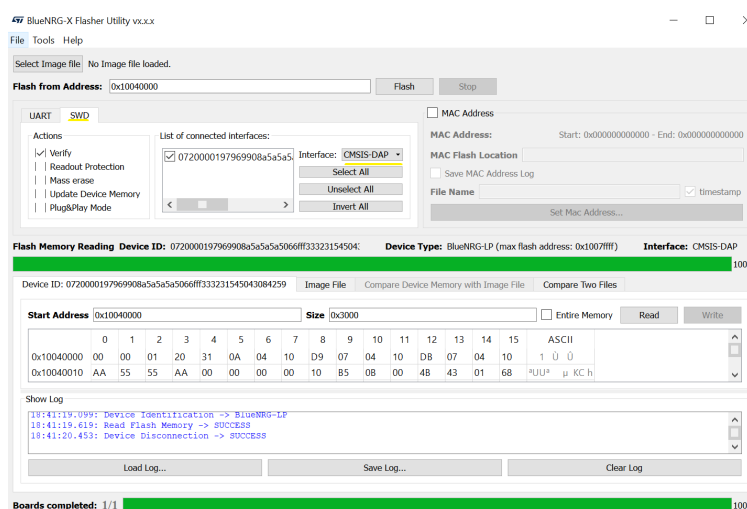 BlueNRG-X Flasher Utility vx.x.x
File Tools Help
Select Image file No Image file loaded.
Flash from Address: 0x10040000 Flash Stop
UART SWD
Actions
Verify
Readout Protection
Mass erase
Update Device Memory
Plug&Play Mode
List of connected interfaces:
0720000197969908a5a5a5
Interface: CMSIS-DAP
Select All
Unselect All
Invert All
MAC Address
MAC Address: Start: 0x000000000000 - End: 0x000000000000
MAC Flash Location
Save MAC Address Log
File Name timestamp
Set Mac Address...
Flash Memory Reading Device ID: 0720000197969908a5a5a5a5066fff33323154504: Device Type: BlueNRG-LP (max flash address: 0x1007ffff) Interface: CMSIS-DAP
100
Device ID: 0720000197969908a5a5a5a5066fff333231545043084259 Image File Compare Device Memory with Image File Compare Two Files
Start Address 0x10040000 Size 0x3000 Entire Memory Read Write
0 1 2 3 4 5 6 7 8 9 10 11 12 13 14 15 ASCII
0x10040000 00 00 01 20 31 0A 04 10 D9 07 04 10 DB 07 04 10 1 Ù Û
0x10040010 AA 55 55 AA 00 00 00 00 10 B5 0B 00 4B 43 01 68 ªUUª µ KC h
Show Log
18:41:19.099: Device Identification -> BlueNRG-LP
18:41:19.619: Read Flash Memory -> SUCCESS
18:41:20.453: Device Disconnection -> SUCCESS
Load Log... Save Log... Clear Log
Boards completed: 1/1 100